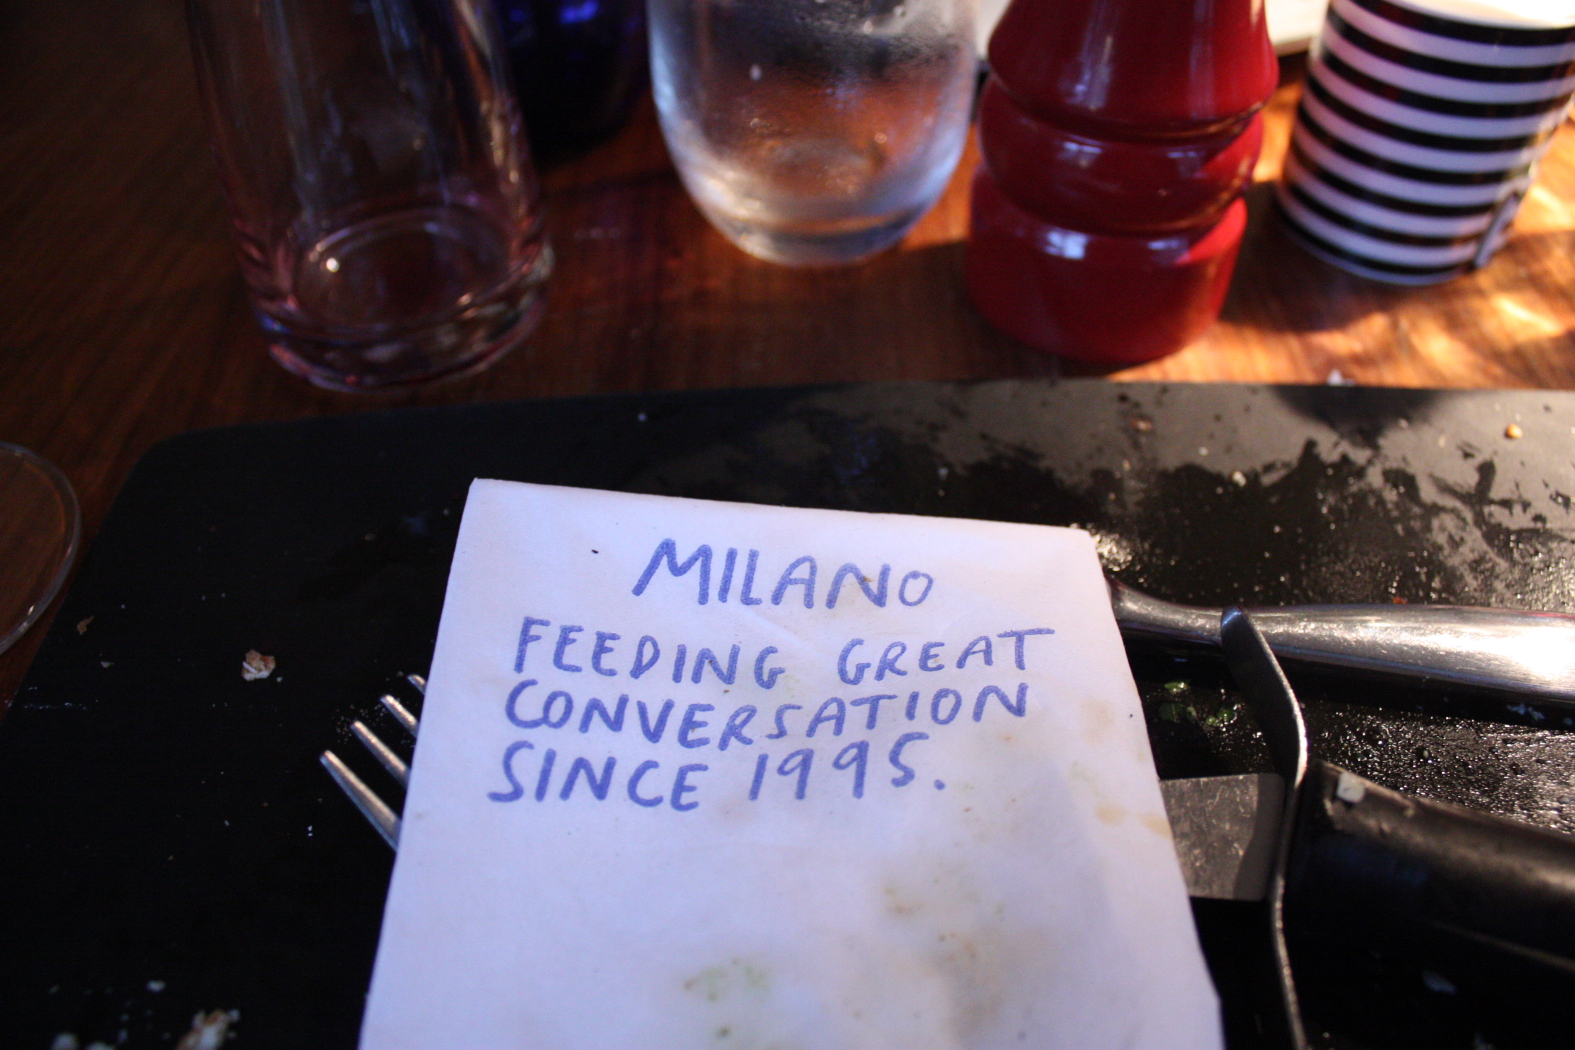 MILANO
FEEDING GREAT
CONVERSATION
SINCE 1995.